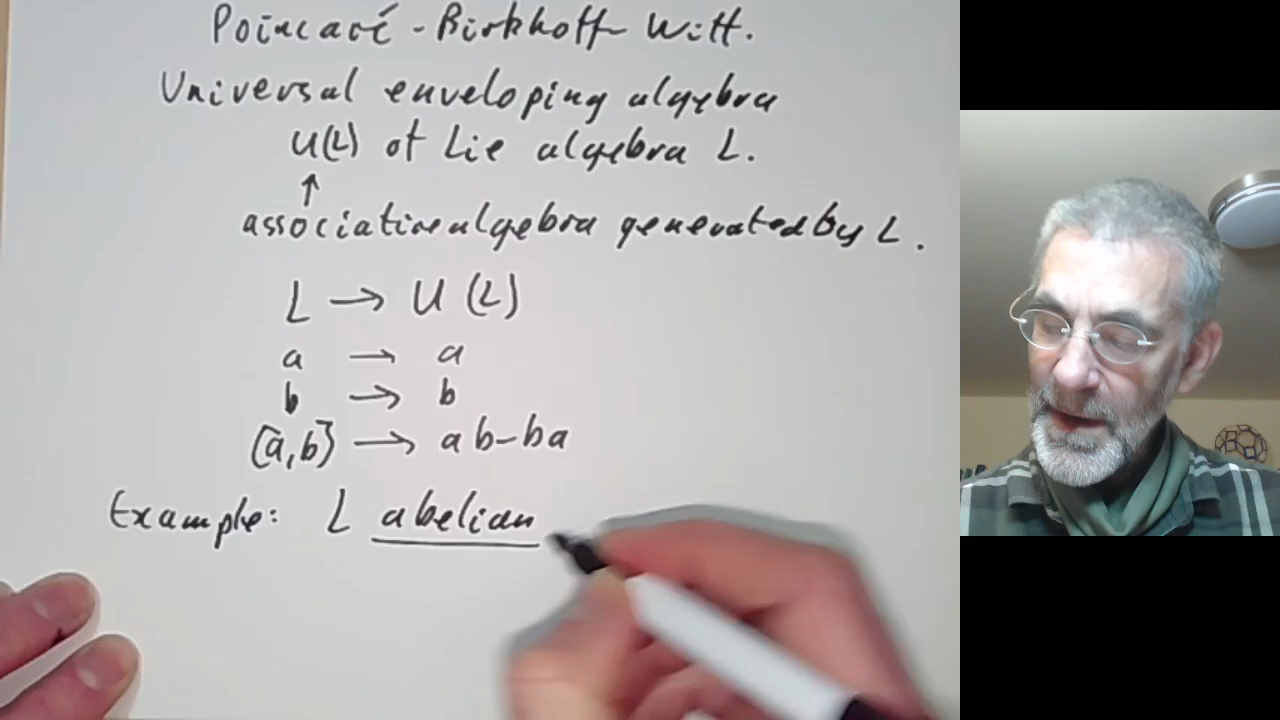 Poincaré - Birkhoff Witt.
Universal enveloping algebra
U(L) of Lie algebra L.
↑
associative algebra generated by L.
L → U(L)
a → a
b → b
[a,b] → ab-ba
Example: L abelian